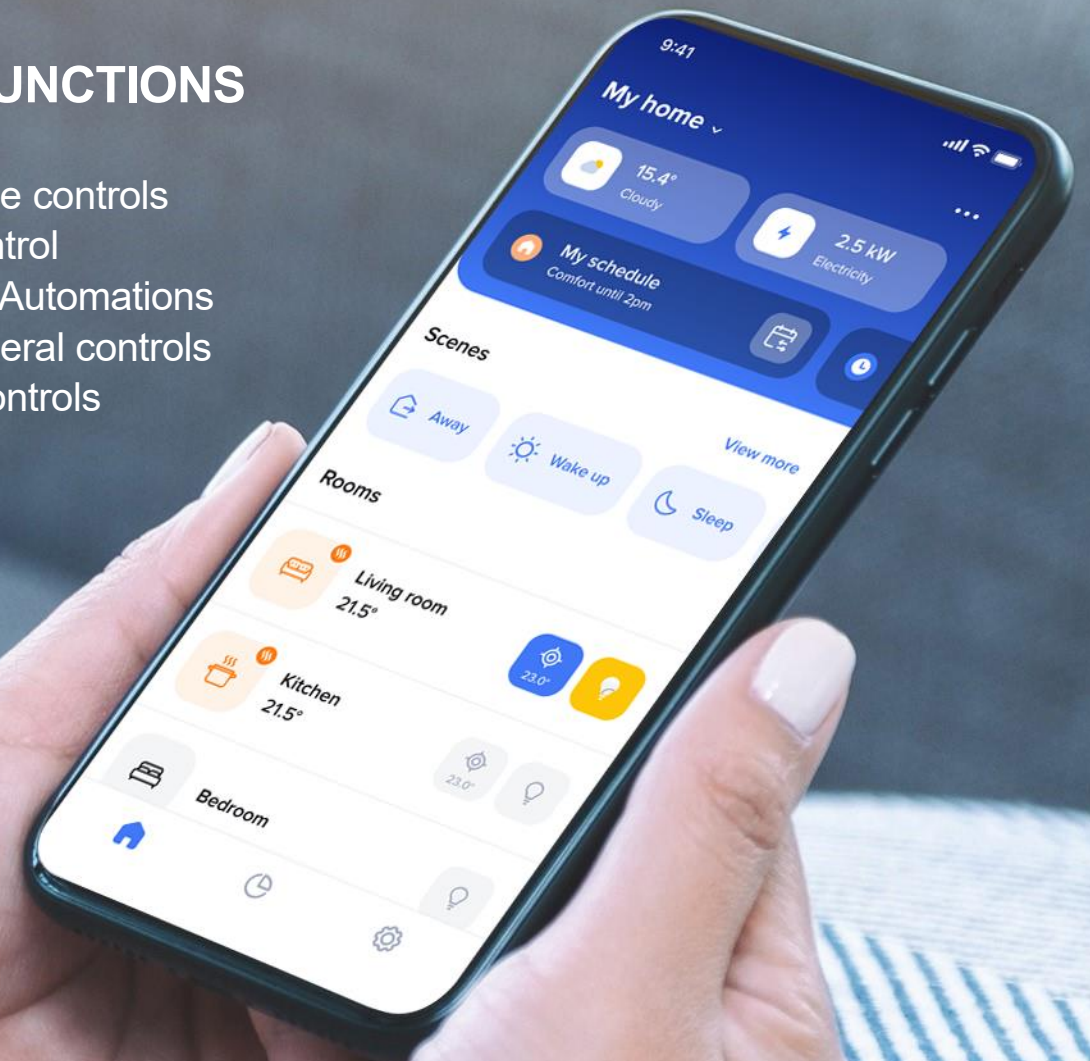 UNCTIONS
e controls
ntrol
Automations
eral controls
ontrols
9:41
My home
15.4°
Cloudy
2.5 kW
Electricity
My schedule
Comfort until 2pm
Scenes
View more
Away
Wake up
Sleep
Rooms
Living room
21.5°
23.0°
Kitchen
21.5°
23.0°
Bedroom